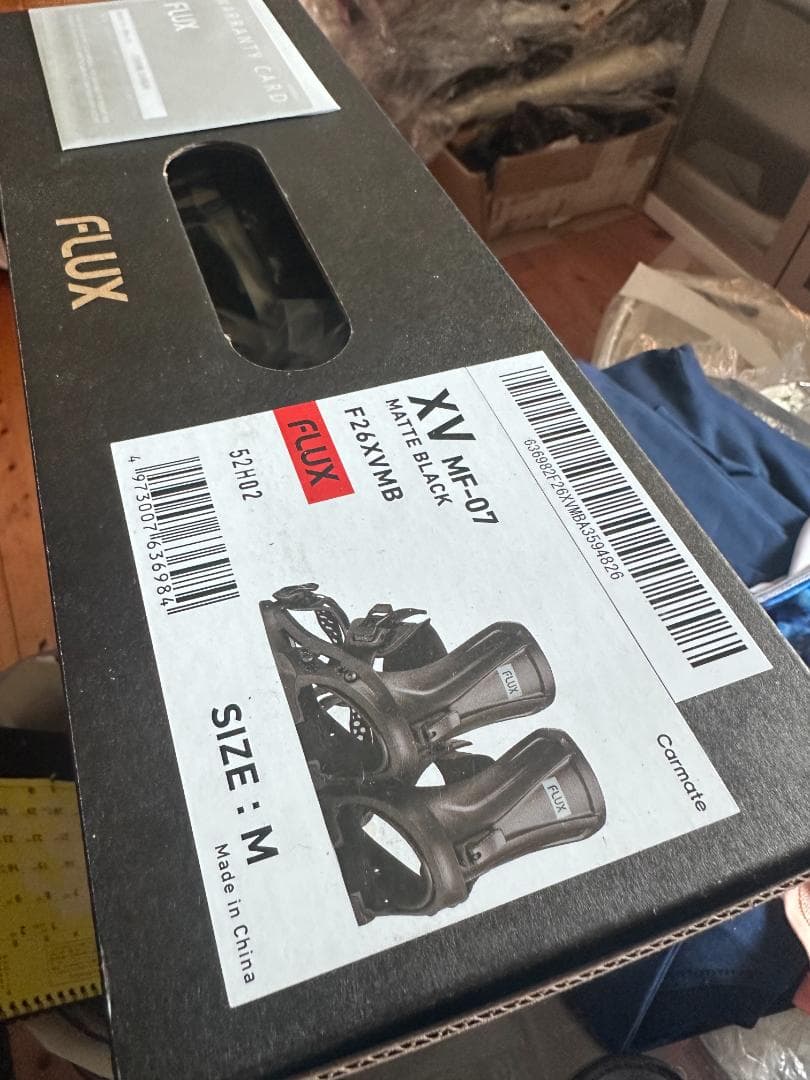 FLUX
WARRANTY CARD
FLUX
636982F26XVMBA3594826
XV MF-07
MATTE BLACK
F26XVMB
FLUX
52H02
4 973007 636984
FLUX
FLUX
Carmate
SIZE : M
Made in China